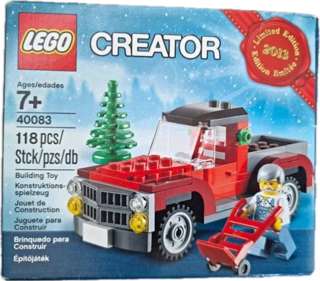 LEGO CREATOR
Limited Edition
2013
Edition limitée
Ages/edades
7+
40083
118 pcs/
Stck/pzs/db
Building Toy
Konstruktions-
spielzeug
Jouet de
Construction
Juguete para
Construir
Brinquedo para
Construir
Építőjáték